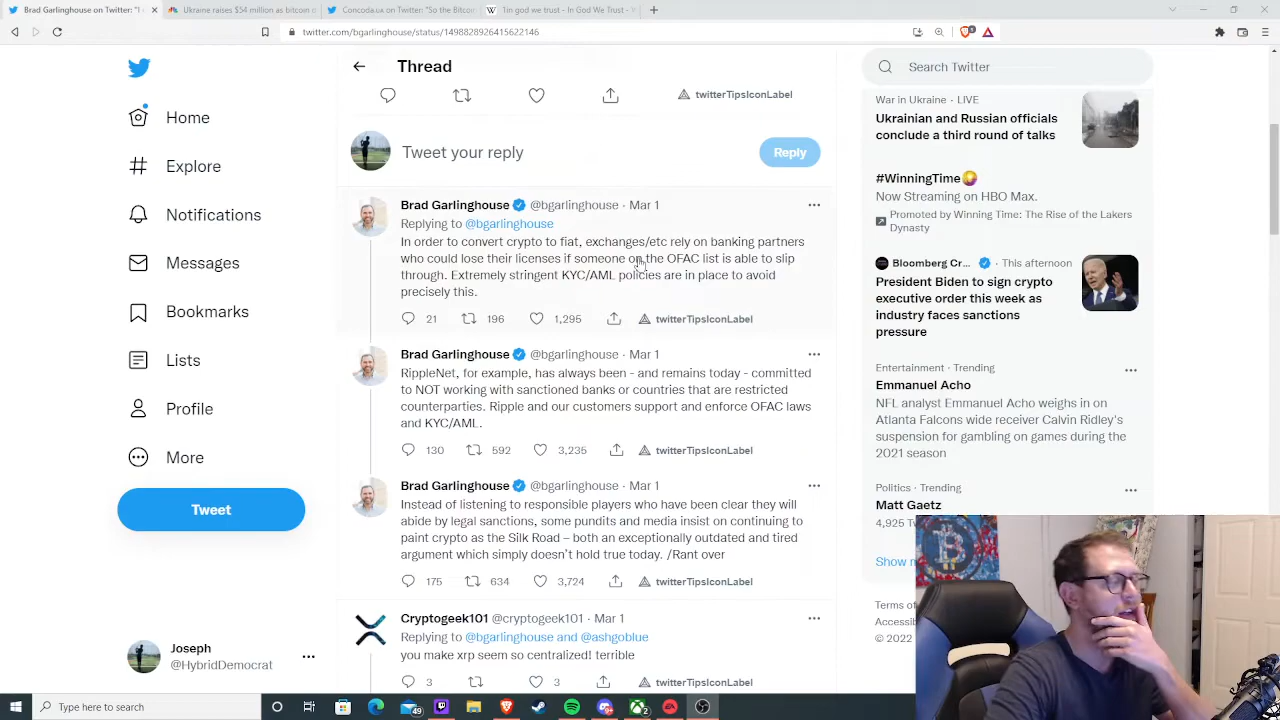 Brad Garlinghouse on Twitter: "I
Ukraine raises $54 million as bitcoin d
Concoda.ux on Twitter: "So the Bitcoin
1in god we trust - In God We Trust - W
twitter.com/bgarlinghouse/status/1498828926415622146
Home
Explore
Notifications
Messages
Bookmarks
Lists
Profile
More
Tweet
Joseph
@HybridDemocrat
Thread
twitterTipsIconLabel
Tweet your reply
Reply
Brad Garlinghouse @bgarlinghouse · Mar 1
Replying to @bgarlinghouse
In order to convert crypto to fiat, exchanges/etc rely on banking partners
who could lose their licenses if someone on the OFAC list is able to slip
through. Extremely stringent KYC/AML policies are in place to avoid
precisely this.
21 196 1,295 twitterTipsIconLabel
Brad Garlinghouse @bgarlinghouse · Mar 1
RippleNet, for example, has always been - and remains today - committed
to NOT working with sanctioned banks or countries that are restricted
counterparties. Ripple and our customers support and enforce OFAC laws
and KYC/AML.
130 592 3,235 twitterTipsIconLabel
Brad Garlinghouse @bgarlinghouse · Mar 1
Instead of listening to responsible players who have been clear they will
abide by legal sanctions, some pundits and media insist on continuing to
paint crypto as the Silk Road – both an exceptionally outdated and tired
argument which simply doesn't hold true today. /Rant over
175 634 3,724 twitterTipsIconLabel
Cryptogeek101 @cryptogeek101 · Mar 1
Replying to @bgarlinghouse and @ashgoblue
you make xrp seem so centralized! terrible
3 3 twitterTipsIconLabel
Search Twitter
War in Ukraine · LIVE
Ukrainian and Russian officials
conclude a third round of talks
#WinningTime
Now Streaming on HBO Max.
Promoted by Winning Time: The Rise of the Lakers
Dynasty
Bloomberg Cr... · This afternoon
President Biden to sign crypto
executive order this week as
industry faces sanctions
pressure
Entertainment · Trending
Emmanuel Acho
NFL analyst Emmanuel Acho weighs in on
Atlanta Falcons wide receiver Calvin Ridley's
suspension for gambling on games during the
2021 season
Politics · Trending
Matt Gaetz
4,925
Show
Terms of
© 2022
Type here to search
49
2